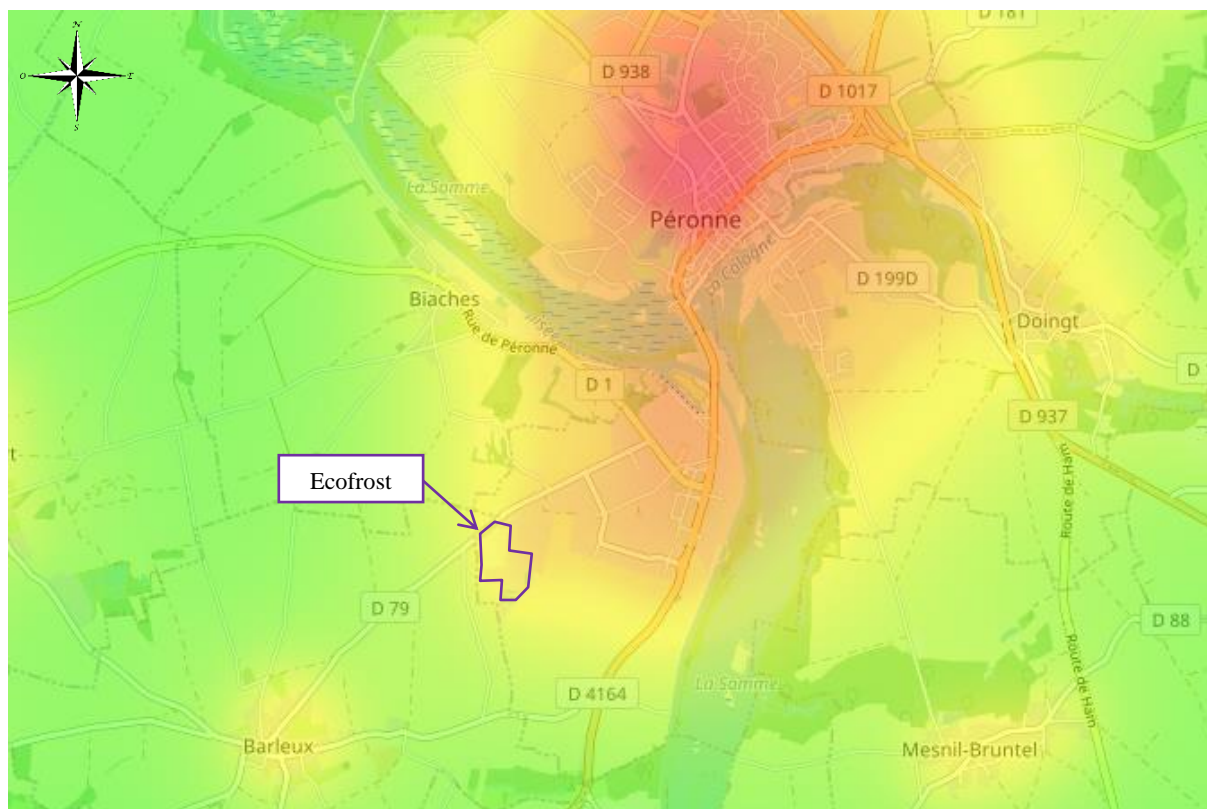 N
O
E
S
D 181
D 938
D 1017
La Somme
Péronne
La Cologne
D 199D
Biaches
Rue de Péronne
Doingt
D 1
D 937
Ecofrost
Route de Ham
D 79
D 88
Route de Ham
La Somme
D 4164
Barleux
Mesnil-Bruntel